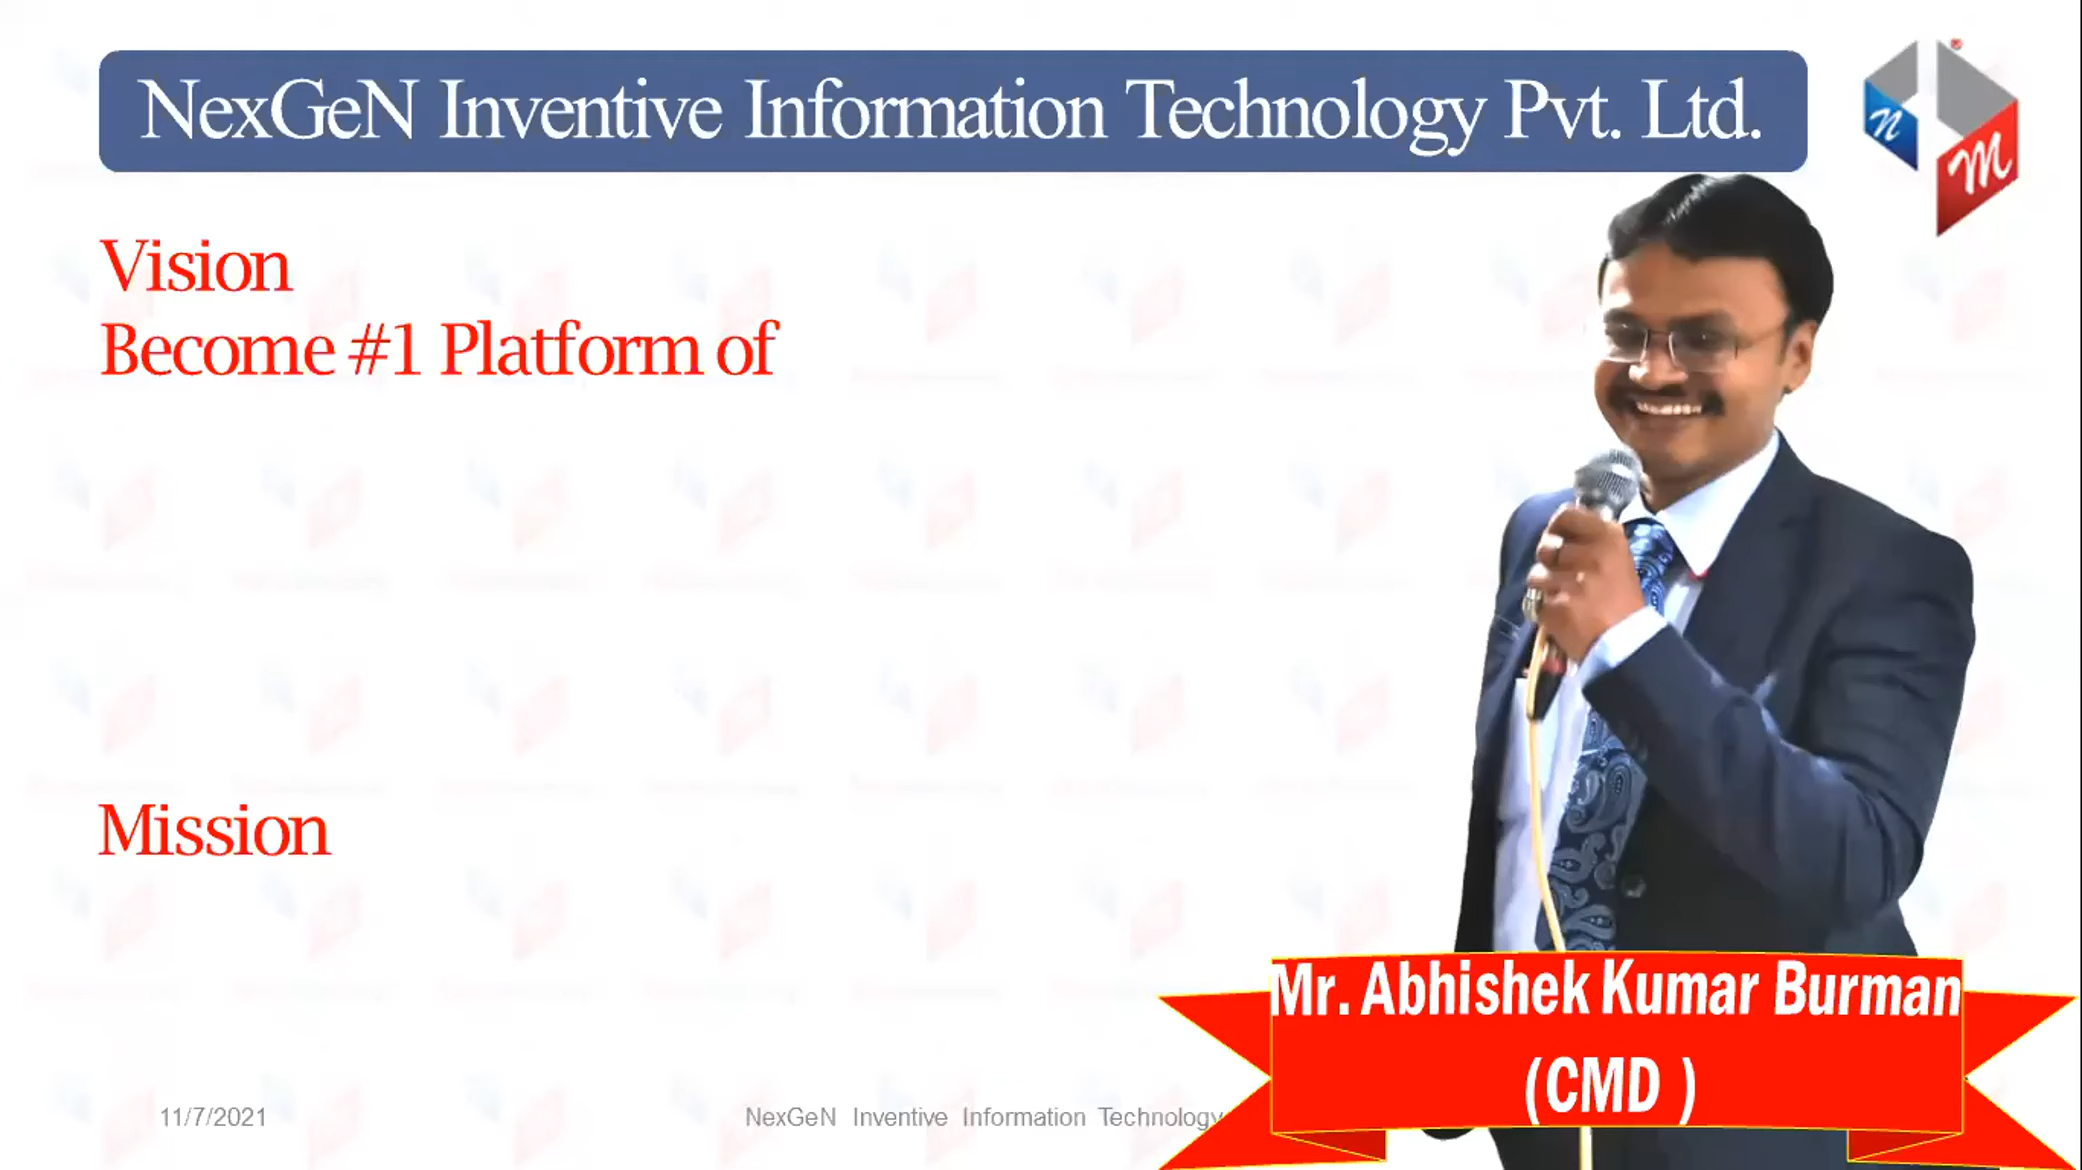 NexGeN Inventive Information Technology Pvt. Ltd.
n
m
Vision
Become #1 Platform of
Mission
Mr. Abhishek Kumar Burman
(CMD )
11/7/2021
NexGeN Inventive Information Technology